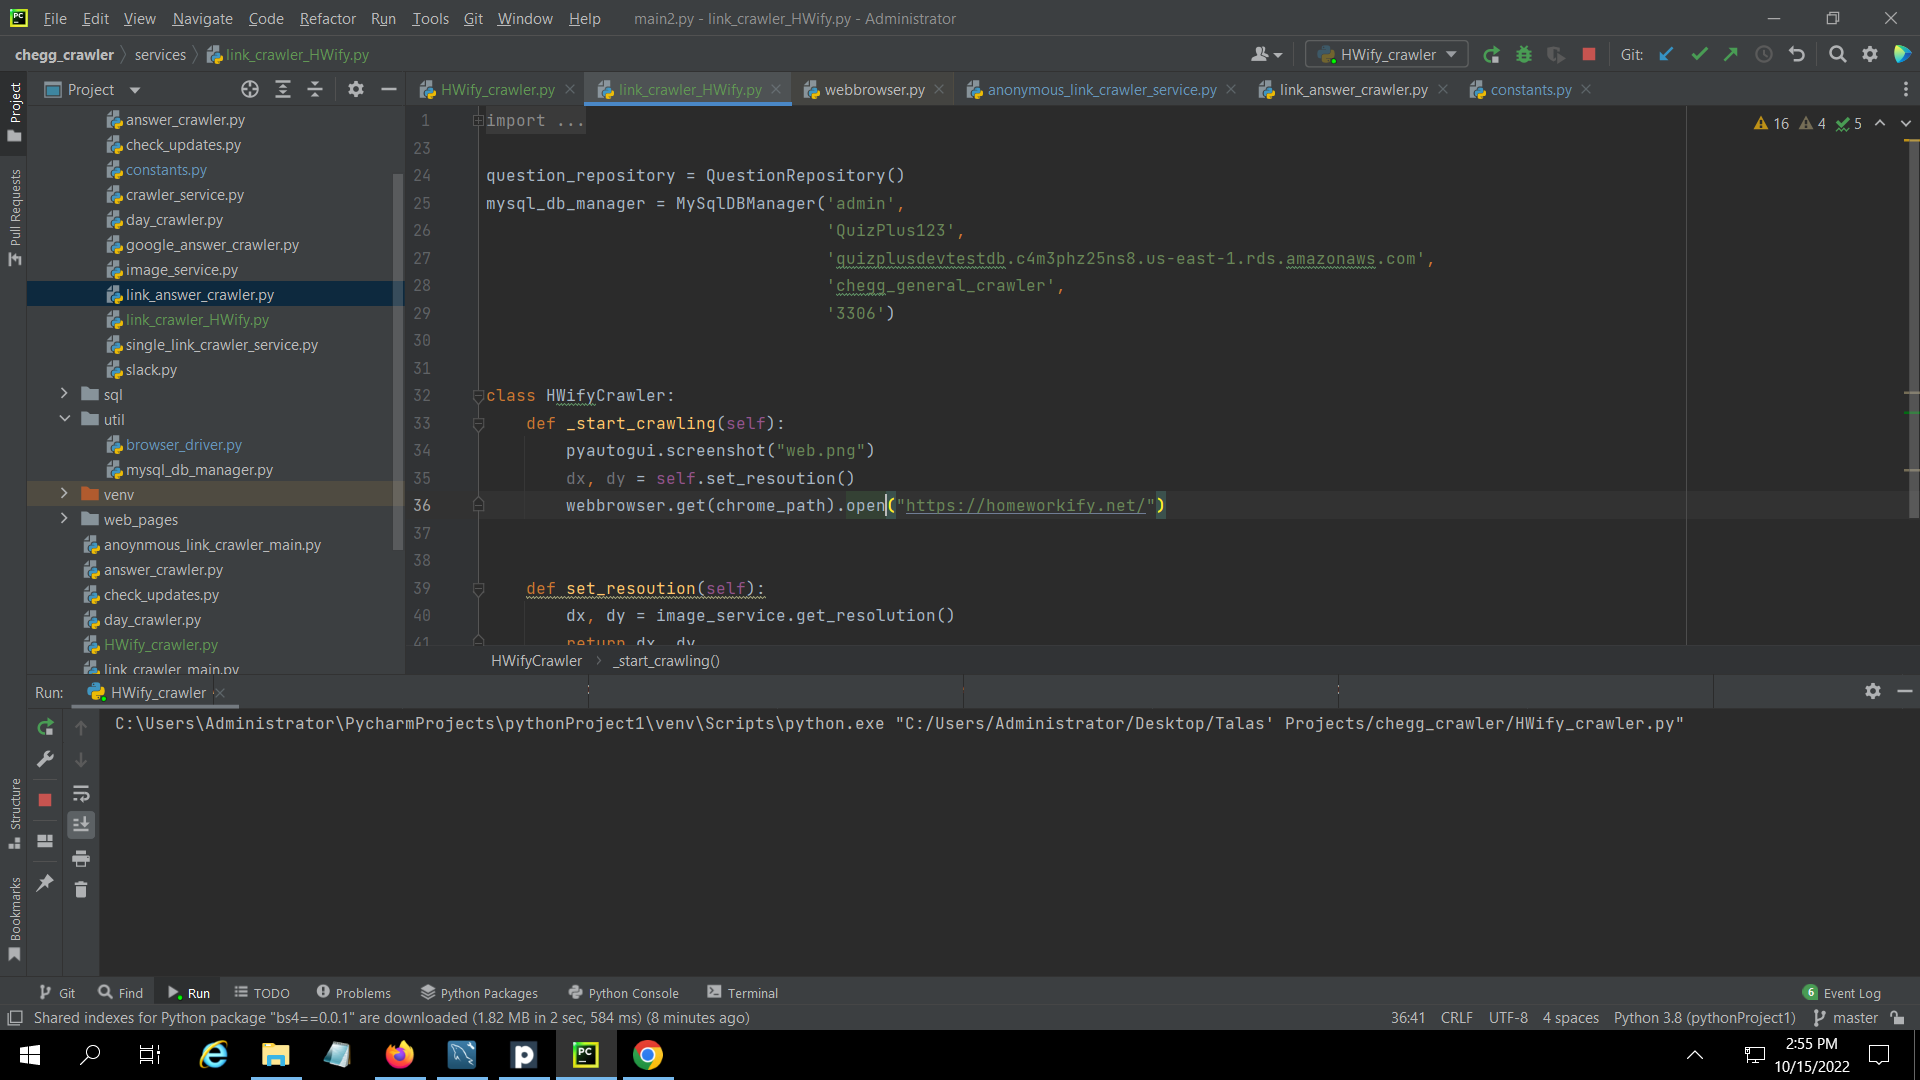 File Edit View Navigate Code Refactor Run Tools Git Window Help main2.py - link_crawler_HWify.py - Administrator
chegg_crawler services link_crawler_HWify.py HWify_crawler Git:
Project HWify_crawler.py link_crawler_HWify.py webbrowser.py anonymous_link_crawler_service.py link_answer_crawler.py constants.py
Project
Pull Requests
answer_crawler.py
check_updates.py
constants.py
crawler_service.py
day_crawler.py
google_answer_crawler.py
image_service.py
link_answer_crawler.py
link_crawler_HWify.py
single_link_crawler_service.py
slack.py
sql
util
browser_driver.py
mysql_db_manager.py
venv
web_pages
anoynmous_link_crawler_main.py
answer_crawler.py
check_updates.py
day_crawler.py
HWify_crawler.py
link_crawler_main.py
16 4 5
1 import ...
23
24 question_repository = QuestionRepository()
25 mysql_db_manager = MySqlDBManager('admin',
26 'QuizPlus123',
27 'quizplusdevtestdb.c4m3phz25ns8.us-east-1.rds.amazonaws.com',
28 'chegg_general_crawler',
29 '3306')
30
31
32 class HWifyCrawler:
33 def _start_crawling(self):
34 pyautogui.screenshot("web.png")
35 dx, dy = self.set_resoution()
36 webbrowser.get(chrome_path).open("https://homeworkify.net/")
37
38
39 def set_resoution(self):
40 dx, dy = image_service.get_resolution()
41 return dx, dy
HWifyCrawler _start_crawling()
Run: HWify_crawler
C:\Users\Administrator\PycharmProjects\pythonProject1\venv\Scripts\python.exe "C:/Users/Administrator/Desktop/Talas' Projects/chegg_crawler/HWify_crawler.py"
Structure
Bookmarks
Git Find Run TODO Problems Python Packages Python Console Terminal 6 Event Log
Shared indexes for Python package "bs4==0.0.1" are downloaded (1.82 MB in 2 sec, 584 ms) (8 minutes ago) 36:41 CRLF UTF-8 4 spaces Python 3.8 (pythonProject1) master
2:55 PM
10/15/2022